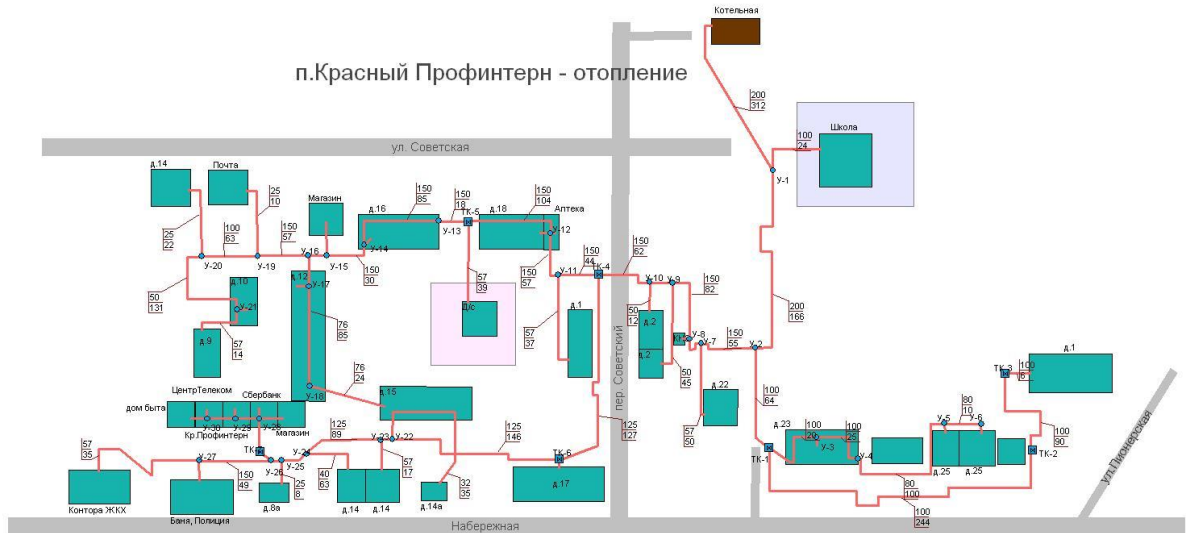 Котельная
п.Красный Профинтерн - отопление
200
312
100
24
Школа
У-1
ул. Советская
д.14
Почта
25
10
Магазин
150
85
д.16
150
18
ТК-5
д.18
150
104
Аптека
У-12
У-13
У-14
25
22
100
63
150
57
У-16
У-15
150
30
У-20
У-19
150
57
У-11
150
44
ТК-4
150
62
У-10
У-9
150
82
50
131
д.10
У-21
д.12
У-17
57
39
Д/с
д.1
50
12
д.2
д.2
У-8
У-7
150
55
У-2
200
166
д.9
57
14
76
85
57
37
50
45
пер. Советский
76
24
У-18
д.15
д.22
57
50
100
64
ТК-3
100
6
д.1
ЦентрТелеком
Сбербанк
дом быта
У-30
У-29
У-28
Кр.Профинтерн
магазин
125
89
У-23
У-22
125
146
125
127
д.23
100
20
У-3
100
25
У-4
80
10
У-5
У-6
100
90
ул.Пионерская
57
35
У-27
ТК
У-26
У-25
У-24
40
63
57
17
32
35
ТК-6
ТК-1
80
100
д.25
д.25
ТК-2
150
49
25
8
д.8а
д.14
д.14
д.14а
д.17
Контора ЖКХ
Баня, Полиция
100
244
Набережная